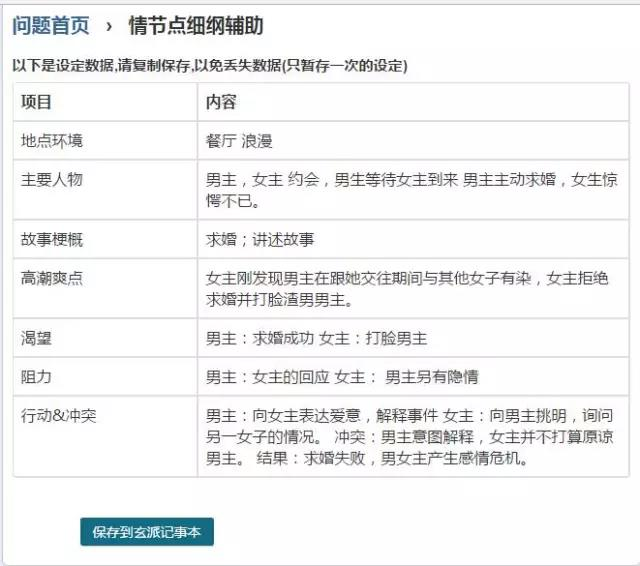 问题首页 › 情节点细纲辅助
以下是设定数据,请复制保存,以免丢失数据(只暂存一次的设定)
项目 内容
地点环境 餐厅 浪漫
主要人物 男主，女主 约会，男生等待女主到来 男主主动求婚，女生惊
愕不已。
故事梗概 求婚；讲述故事
高潮爽点 女主刚发现男主在跟她交往期间与其他女子有染，女主拒绝
求婚并打脸渣男男主。
渴望 男主：求婚成功 女主：打脸男主
阻力 男主：女主的回应 女主： 男主另有隐情
行动&冲突 男主：向女主表达爱意，解释事件 女主：向男主挑明，询问
另一女子的情况。 冲突：男主意图解释，女主并不打算原谅
男主。 结果：求婚失败，男女主产生感情危机。
保存到玄派记事本